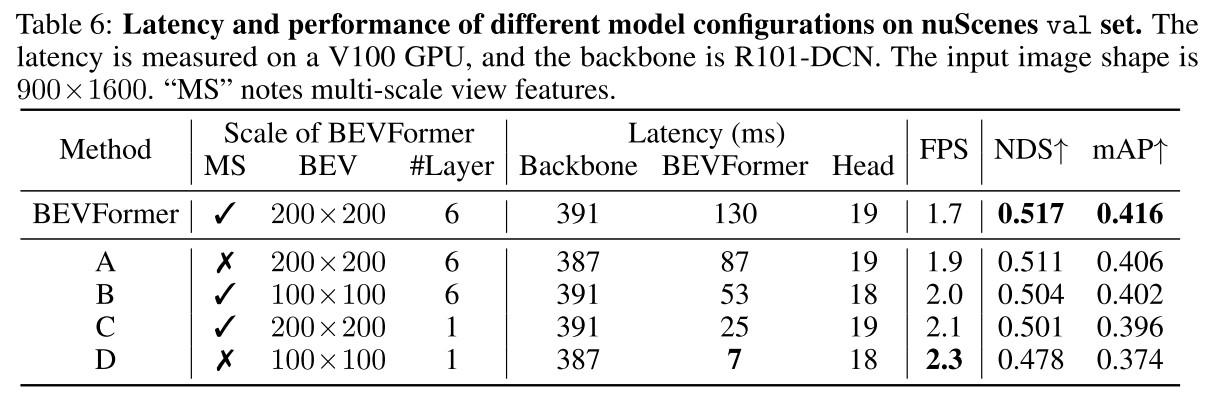 Table 6: Latency and performance of different model configurations on nuScenes val set. The
latency is measured on a V100 GPU, and the backbone is R101-DCN. The input image shape is
900×1600. “MS” notes multi-scale view features.
Method Scale of BEVFormer Latency (ms) FPS NDS↑ mAP↑
MS BEV #Layer Backbone BEVFormer Head
BEVFormer ✓ 200×200 6 391 130 19 1.7 0.517 0.416
A ✗ 200×200 6 387 87 19 1.9 0.511 0.406
B ✓ 100×100 6 391 53 18 2.0 0.504 0.402
C ✓ 200×200 1 391 25 19 2.1 0.501 0.396
D ✗ 100×100 1 387 7 18 2.3 0.478 0.374